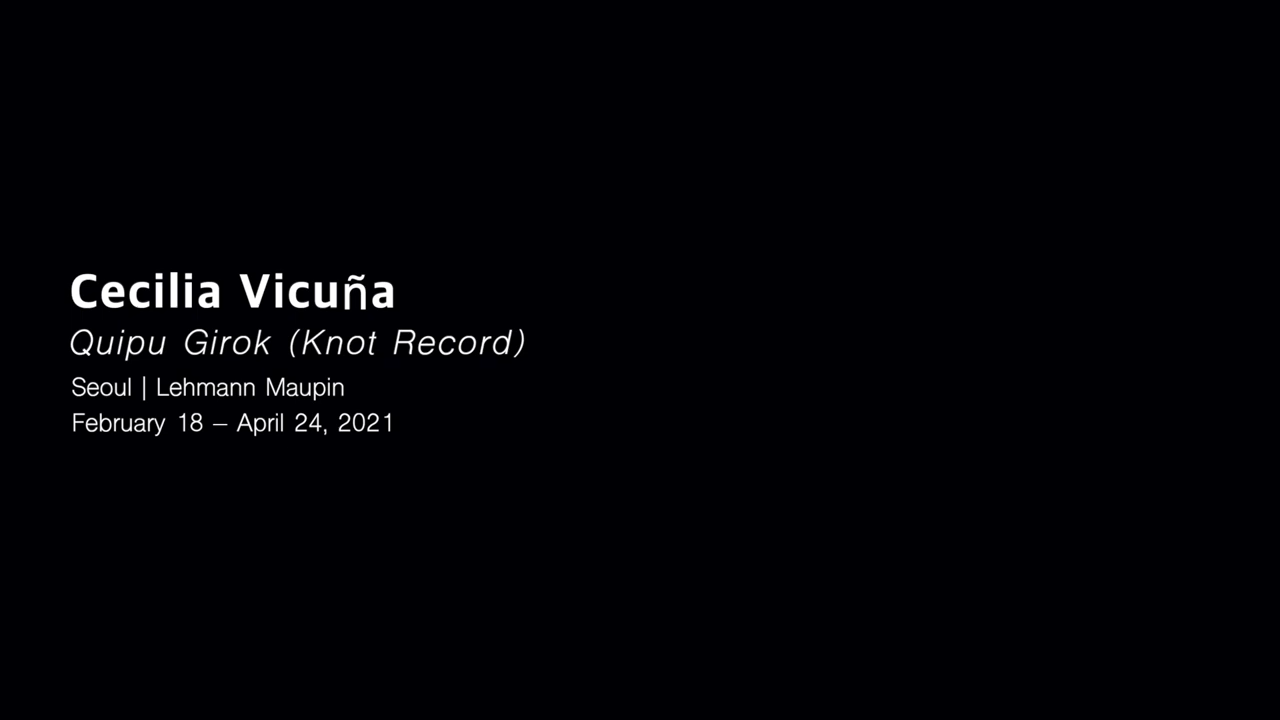 Cecilia Vicuña
Quipu Girok (Knot Record)
Seoul | Lehmann Maupin
February 18 – April 24, 2021